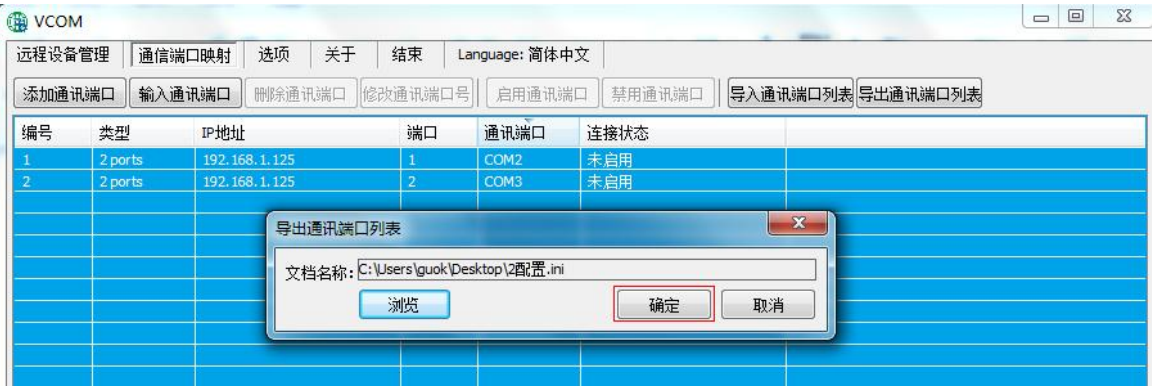 VCOM
远程设备管理 通信端口映射 选项 关于 结束 Language: 简体中文
添加通讯端口 输入通讯端口 删除通讯端口 修改通讯端口号 启用通讯端口 禁用通讯端口 导入通讯端口列表 导出通讯端口列表
编号 类型 IP地址 端口 通讯端口 连接状态
1 2 ports 192.168.1.125 1 COM2 未启用
2 2 ports 192.168.1.125 2 COM3 未启用
导出通讯端口列表
文档名称: C:\Users\guok\Desktop\2配置.ini
浏览 确定 取消